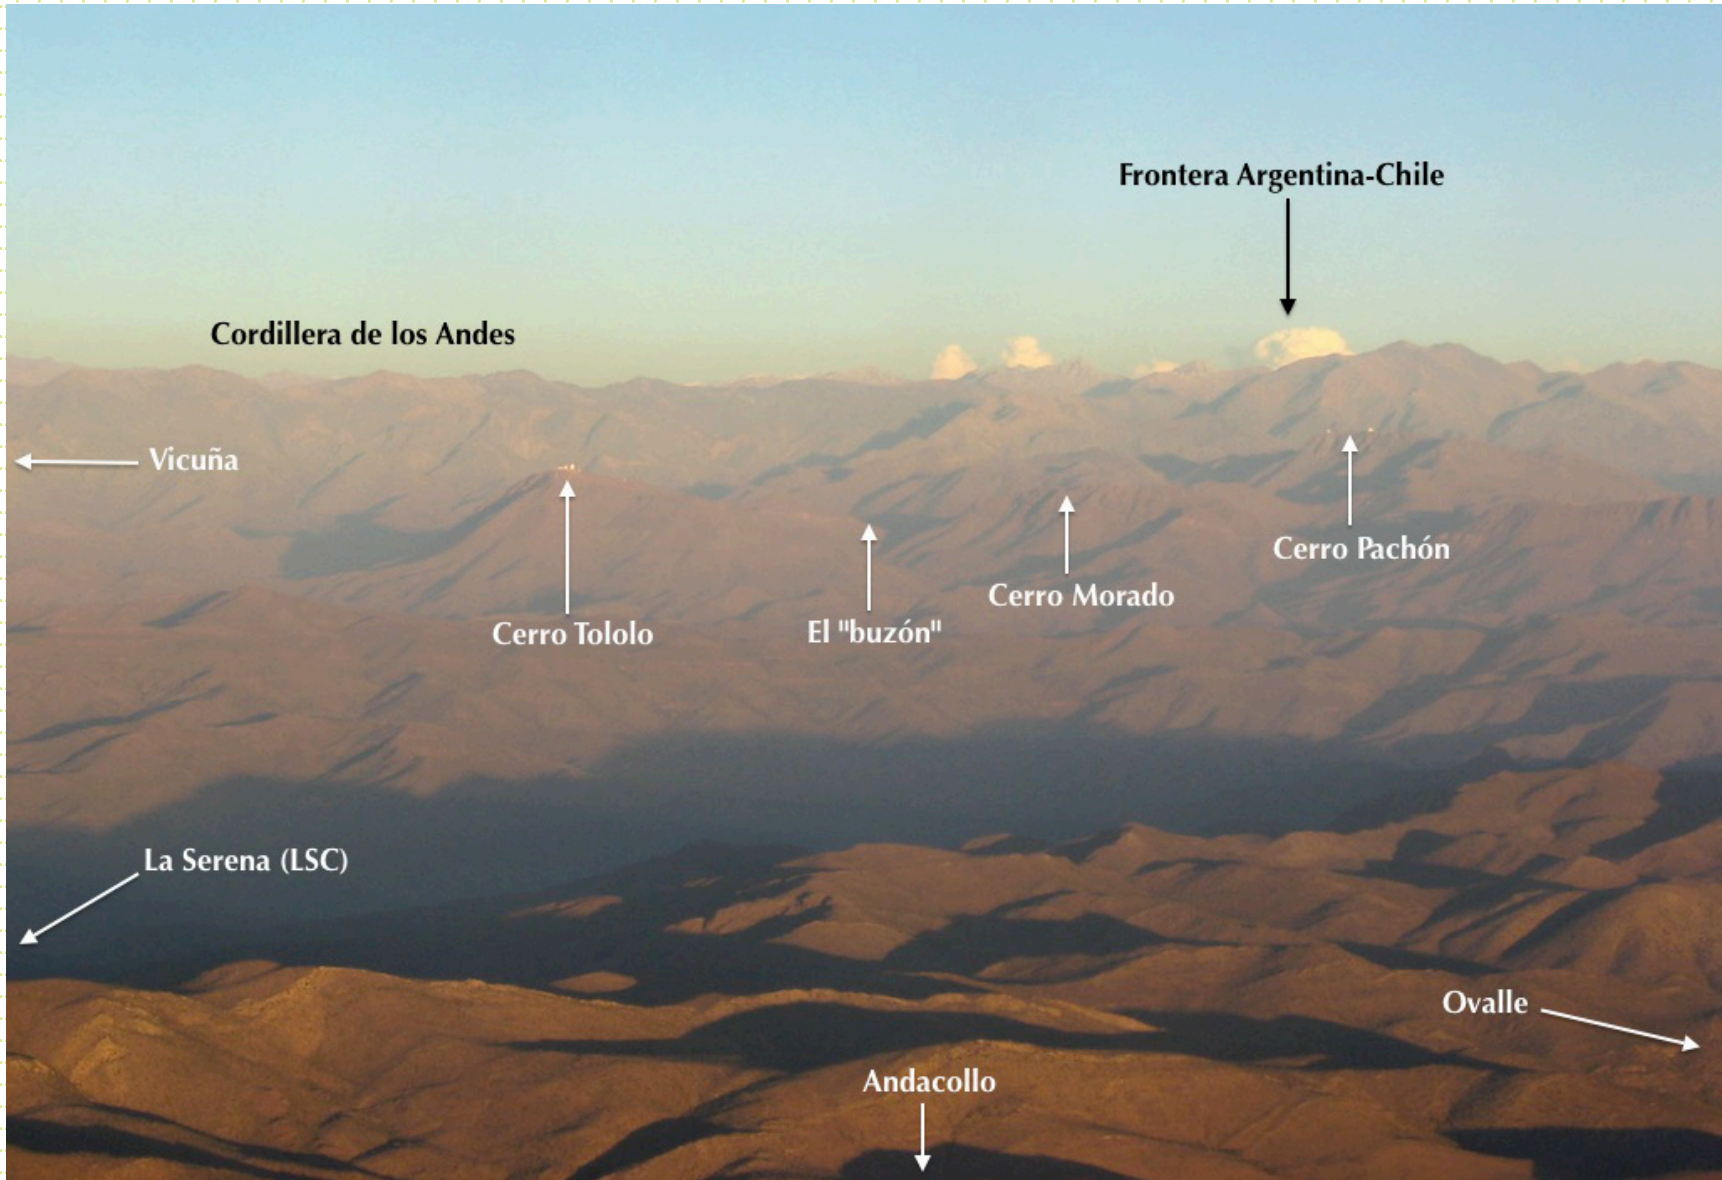 Frontera Argentina-Chile
Cordillera de los Andes
Vicuña
Cerro Pachón
Cerro Morado
Cerro Tololo
El "buzón"
La Serena (LSC)
Ovalle
Andacollo